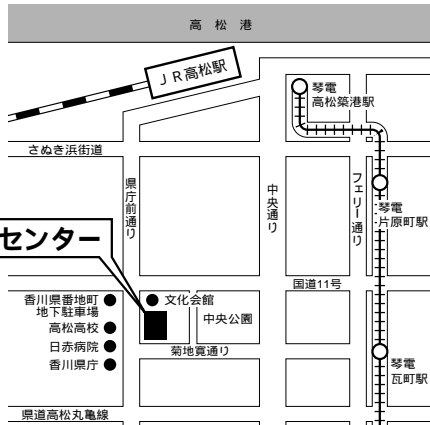 高松港
JR高松駅
琴電
高松築港駅
さぬき浜街道
県庁前通り
中央通り
フェリー通り
琴電
片原町駅
センター
国道11号
香川県番地町
地下駐車場
文化会館
高松高校
中央公園
日赤病院
菊地寛通り
香川県庁
琴電
瓦町駅
県道高松丸亀線